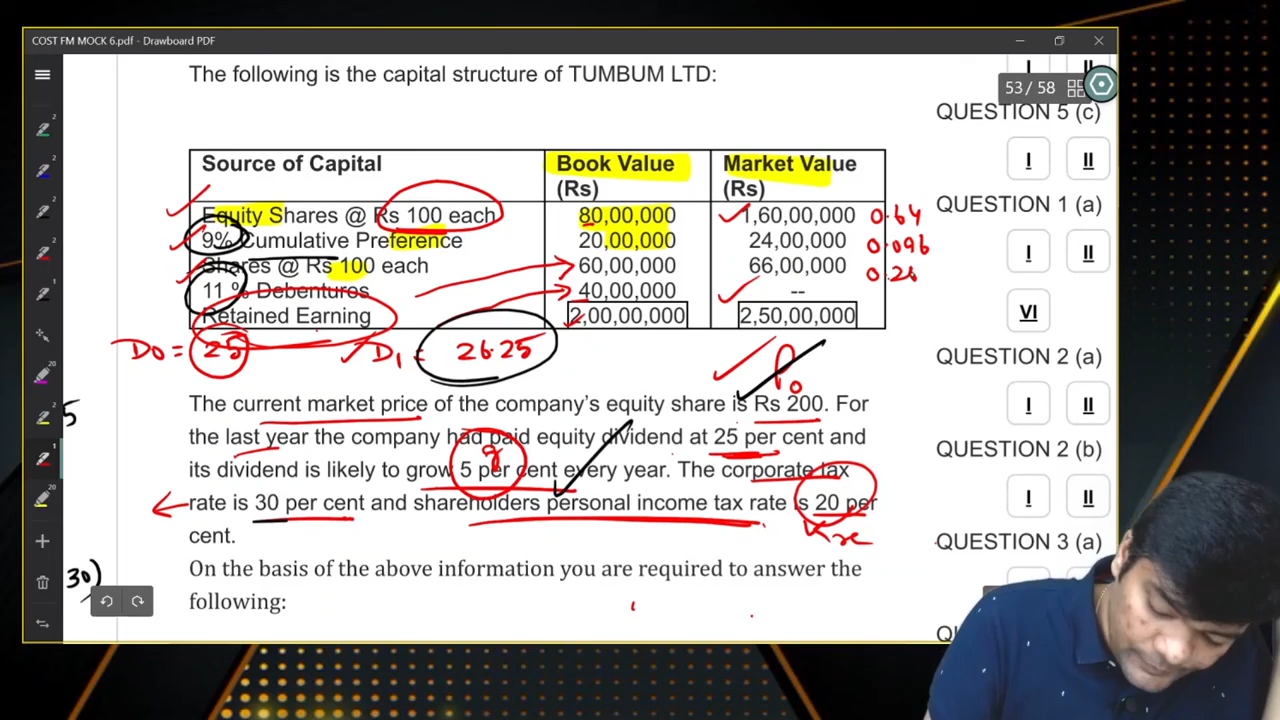 COST FM MOCK 6.pdf - Drawboard PDF
The following is the capital structure of TUMBUM LTD:
53 / 58
I II
QUESTION 5 (c)
I II
QUESTION 1 (a)
I II
VI
QUESTION 2 (a)
I II
QUESTION 2 (b)
I II
QUESTION 3 (a)
Source of Capital Book Value (Rs) Market Value (Rs)
Equity Shares @ Rs 100 each 80,00,000 1,60,00,000 0.64
9% Cumulative Preference 20,00,000 24,00,000 0.096
Shares @ Rs 100 each 60,00,000 66,00,000 0.26
11 % Debentures 40,00,000 --
Retained Earning 2,00,00,000 2,50,00,000
D0 = 25 D1 = 26.25
P0
The current market price of the company's equity share is Rs 200. For
the last year the company had paid equity dividend at 25 per cent and
its dividend is likely to grow 5 per cent every year. The corporate tax
g
rate is 30 per cent and shareholders personal income tax rate is 20 per
cent.
Kre
On the basis of the above information you are required to answer the
following:
30)
5